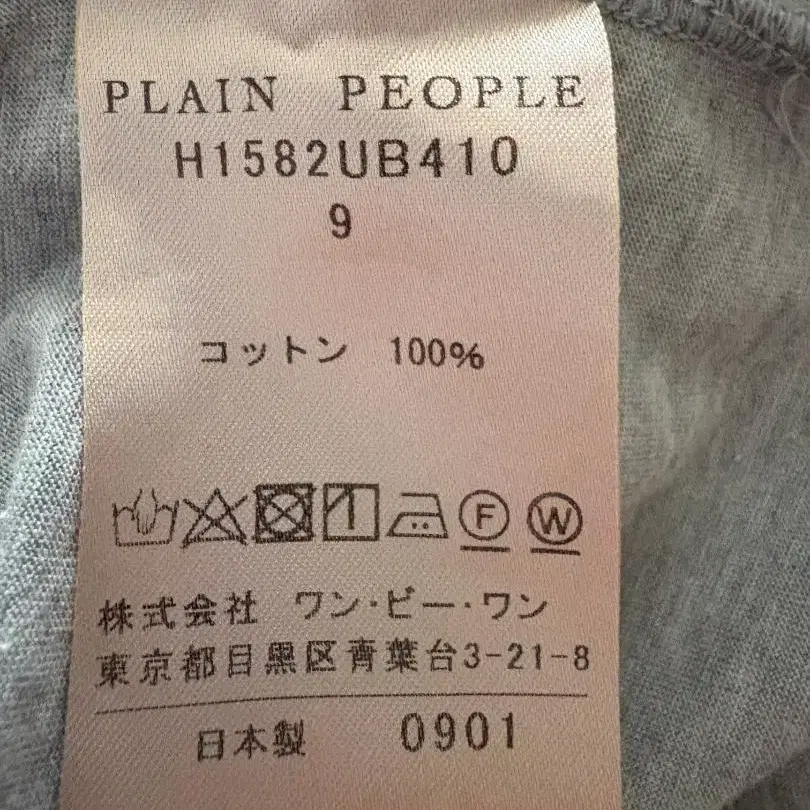 PLAIN PEOPLE
H1582UB410
9
コットン 100%
F W
株式会社 ワン・ビー・ワン
東京都目黒区青葉台3-21-8
日本製 0901